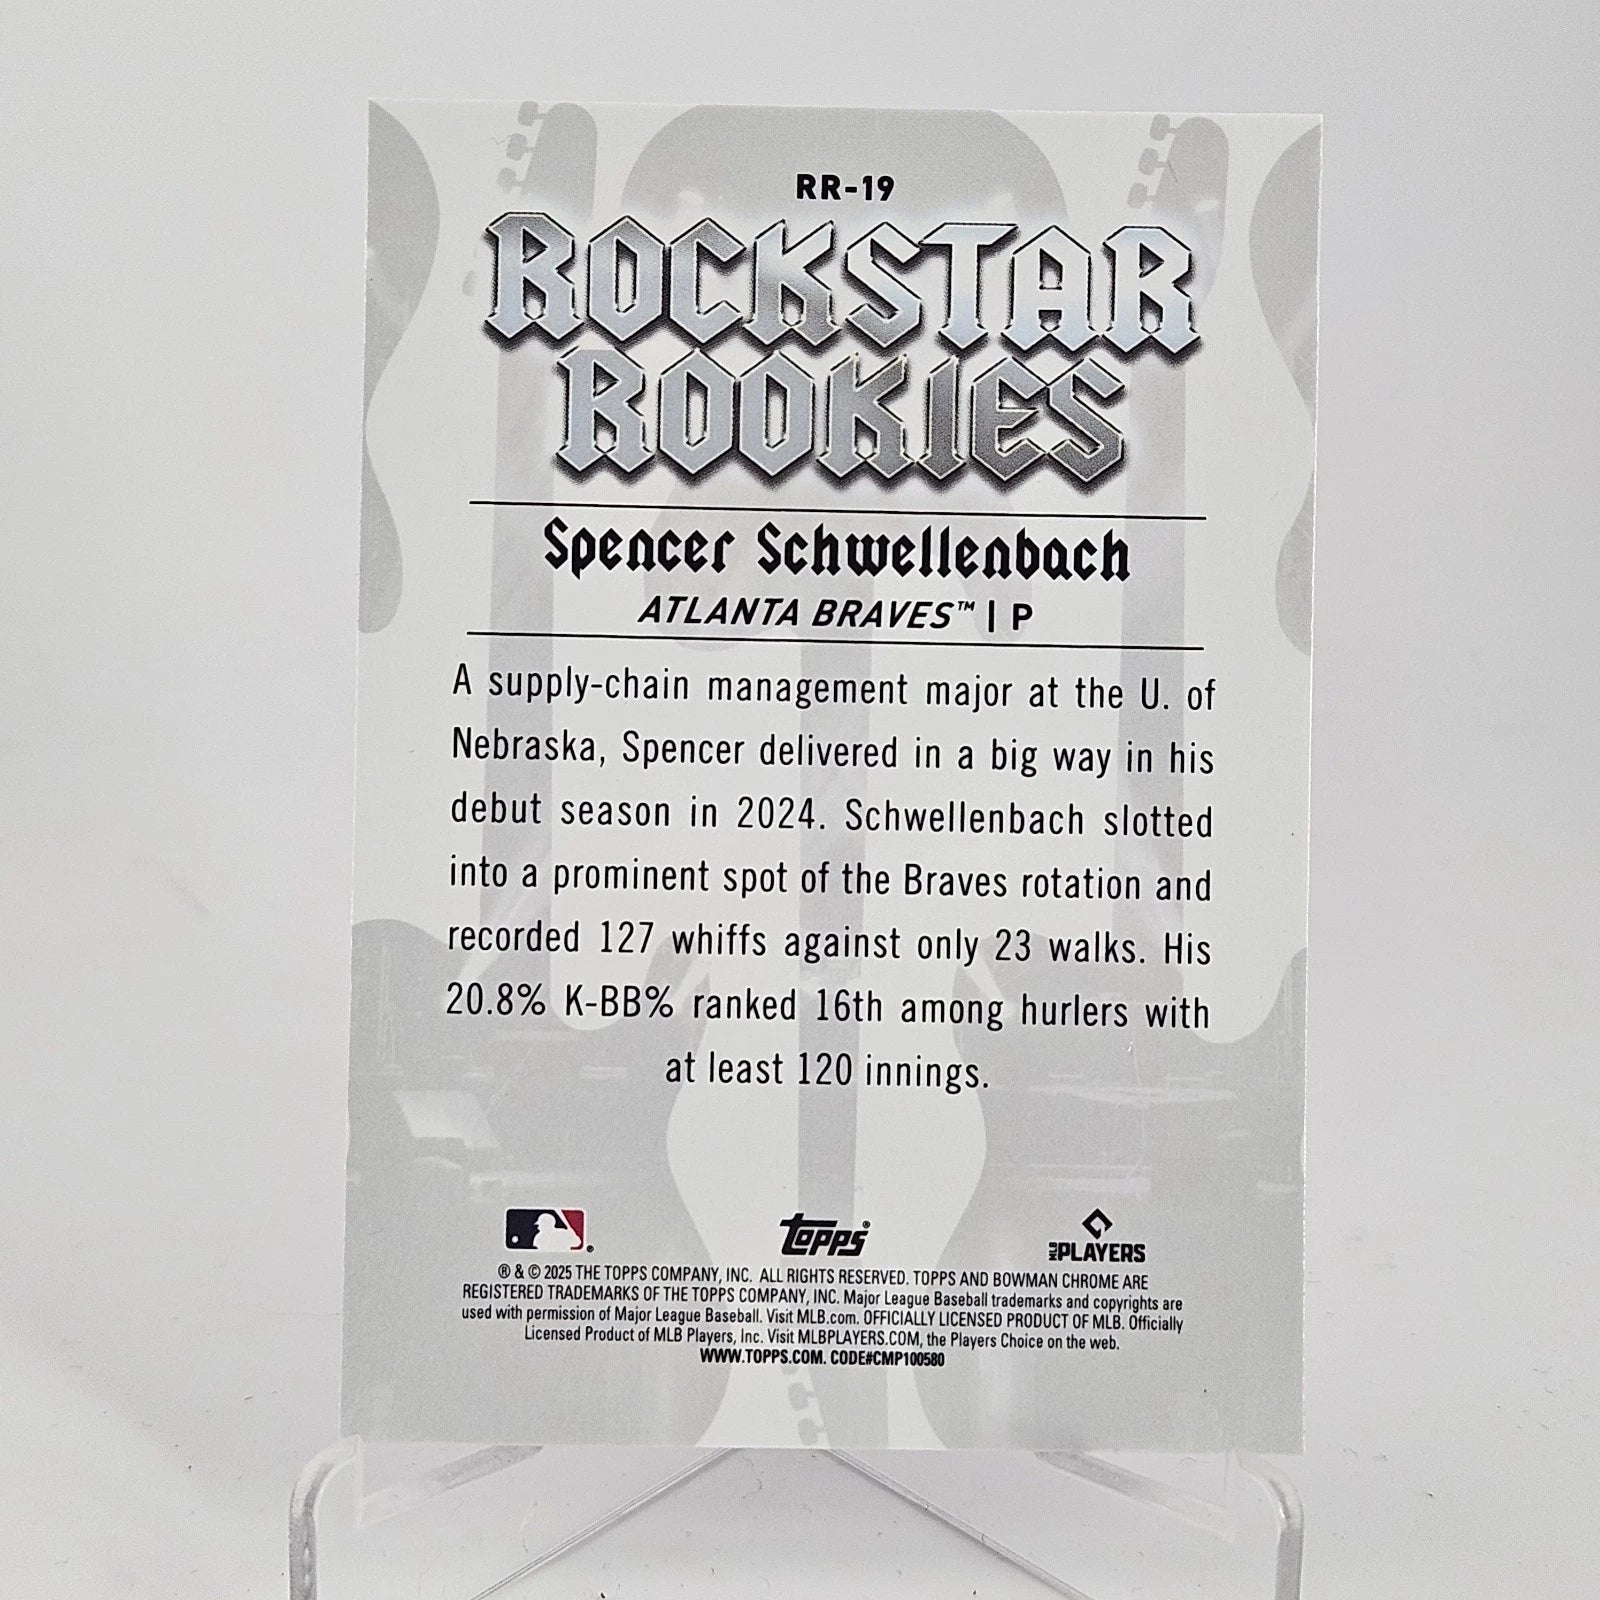 RR-19
ROCKSTAR
ROOKIES
Spencer Schwellenbach
ATLANTA BRAVES™ | P
A supply-chain management major at the U. of
Nebraska, Spencer delivered in a big way in his
debut season in 2024. Schwellenbach slotted
into a prominent spot of the Braves rotation and
recorded 127 whiffs against only 23 walks. His
20.8% K-BB% ranked 16th among hurlers with
at least 120 innings.
Topps® MLB PLAYERS
® & © 2025 THE TOPPS COMPANY, INC. ALL RIGHTS RESERVED. TOPPS AND BOWMAN CHROME ARE
REGISTERED TRADEMARKS OF THE TOPPS COMPANY, INC. Major League Baseball trademarks and copyrights are
used with permission of Major League Baseball. Visit MLB.com. OFFICIALLY LICENSED PRODUCT OF MLB. Officially
Licensed Product of MLB Players, Inc. Visit MLBPLAYERS.COM, the Players Choice on the web.
WWW.TOPPS.COM. CODE#CMP100580